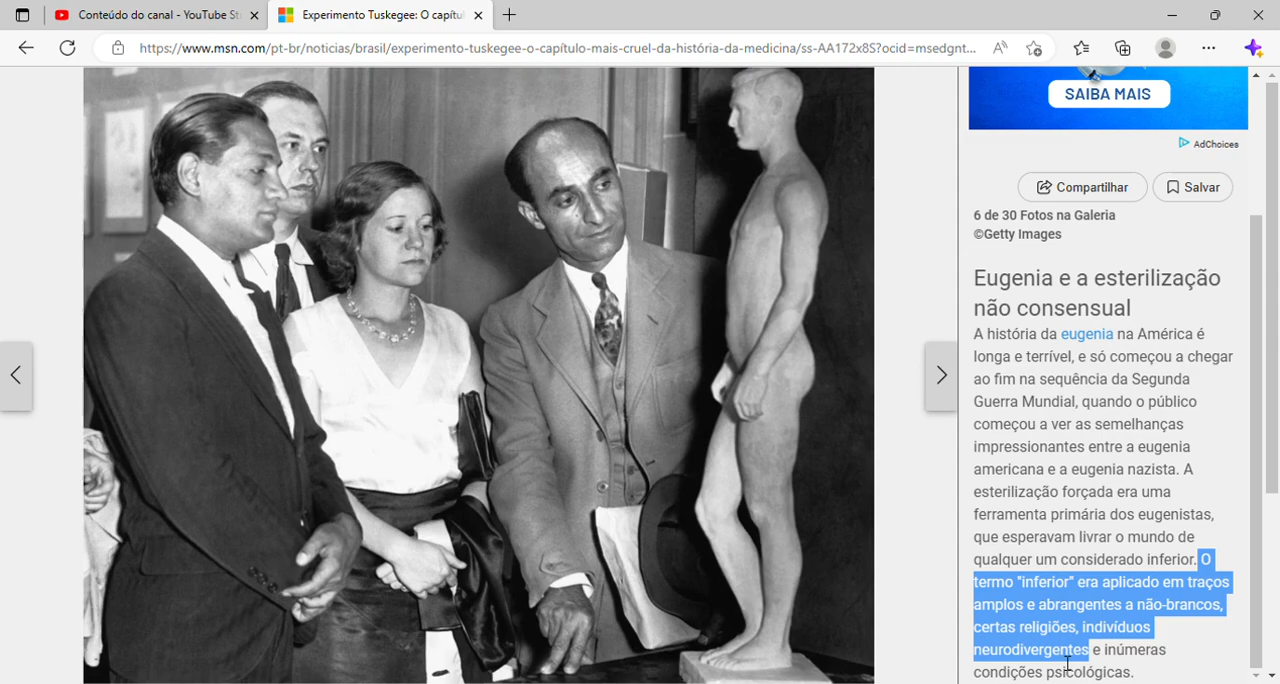 Conteúdo do canal - YouTube St
Experimento Tuskegee: O capítu
https://www.msn.com/pt-br/noticias/brasil/experimento-tuskegee-o-capítulo-mais-cruel-da-história-da-medicina/ss-AA172x8S?ocid=msedgnt...
SAIBA MAIS
AdChoices
Compartilhar
Salvar
6 de 30 Fotos na Galeria
©Getty Images
Eugenia e a esterilização
não consensual
A história da eugenia na América é
longa e terrível, e só começou a chegar
ao fim na sequência da Segunda
Guerra Mundial, quando o público
começou a ver as semelhanças
impressionantes entre a eugenia
americana e a eugenia nazista. A
esterilização forçada era uma
ferramenta primária dos eugenistas,
que esperavam livrar o mundo de
qualquer um considerado inferior. O
termo "inferior" era aplicado em traços
amplos e abrangentes a não-brancos,
certas religiões, indivíduos
neurodivergentes e inúmeras
condições psicológicas.